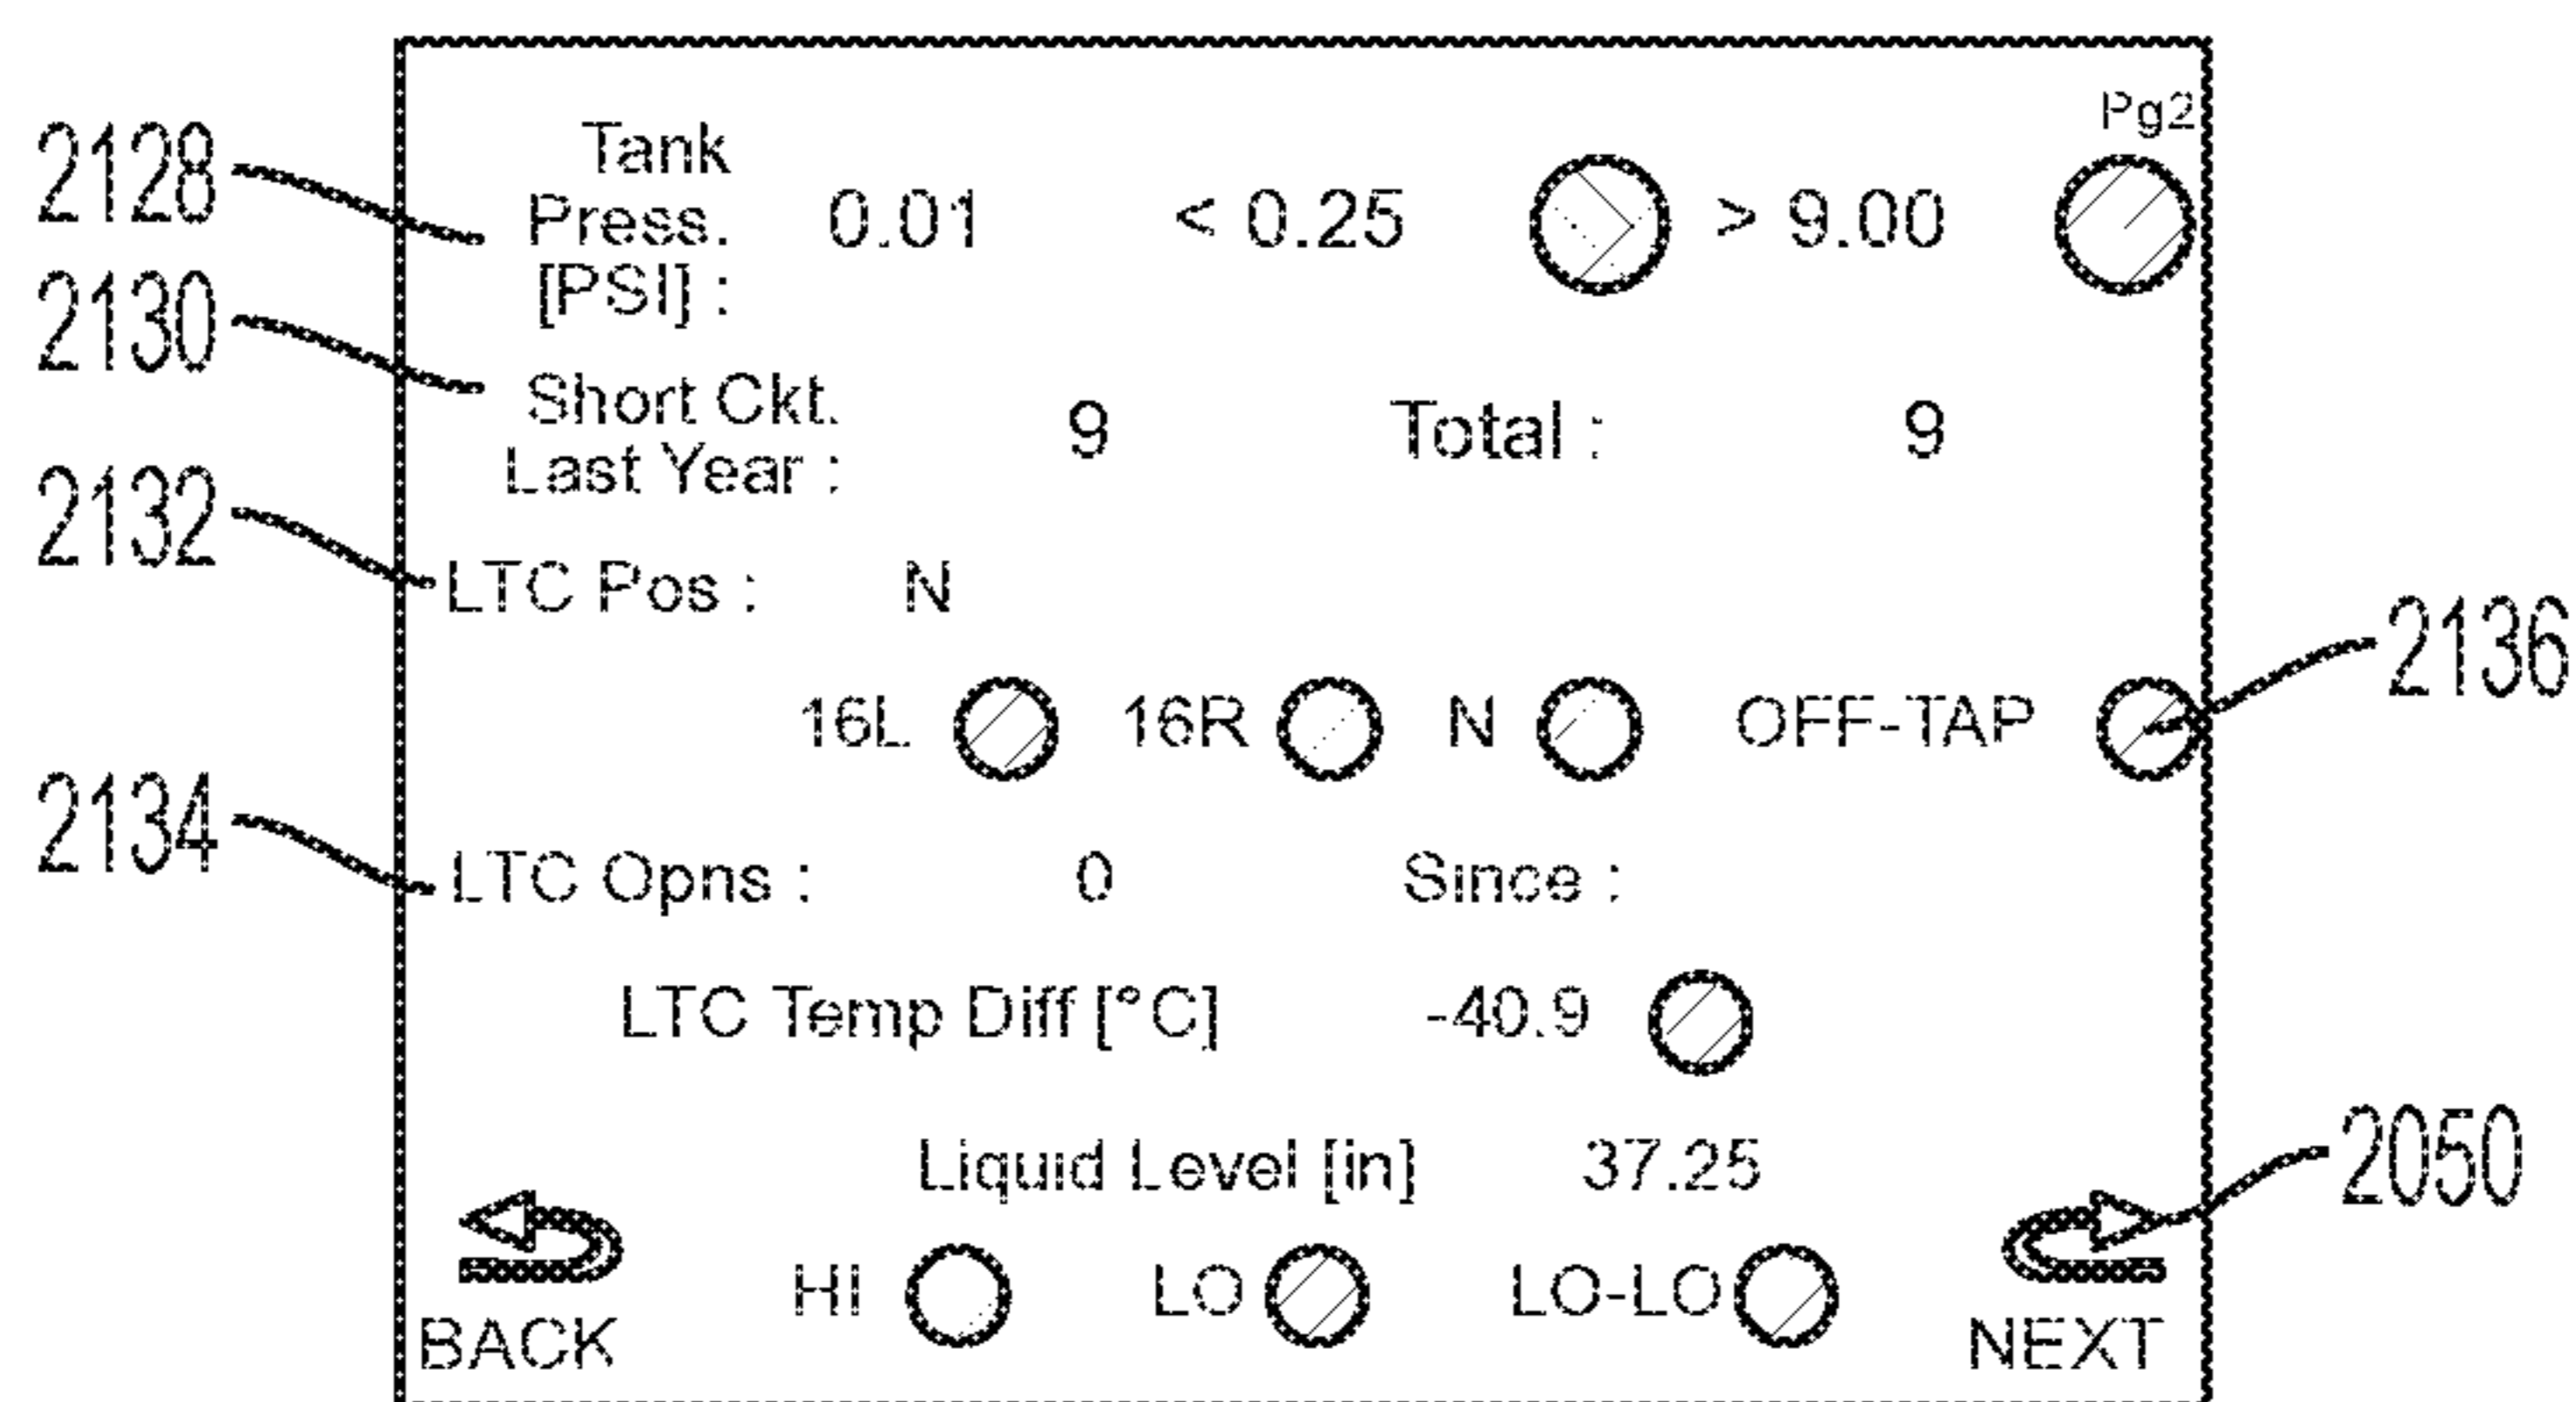 Pg2
2128
Tank
Press. 0.01 < 0.25 > 9.00
[PSI] :
2130
Short Ckt.
9 Total : 9
Last Year :
2132
LTC Pos : N
2136
16L 16R N OFF-TAP
2134
LTC Opns : 0 Since :
LTC Temp Diff [°C] -40.9
2050
Liquid Level [in] 37.25
HI LO LO-LO
BACK NEXT